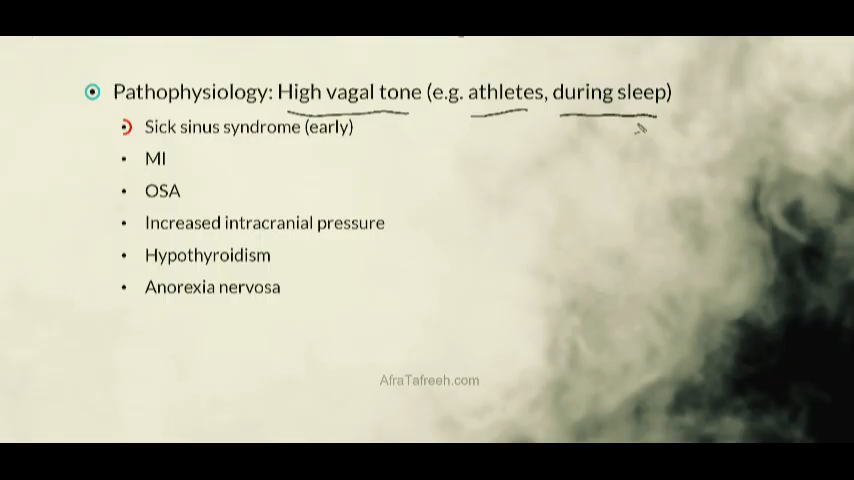 Pathophysiology: High vagal tone (e.g. athletes, during sleep)
Sick sinus syndrome (early)
MI
OSA
Increased intracranial pressure
Hypothyroidism
Anorexia nervosa
AfraTafreeh.com